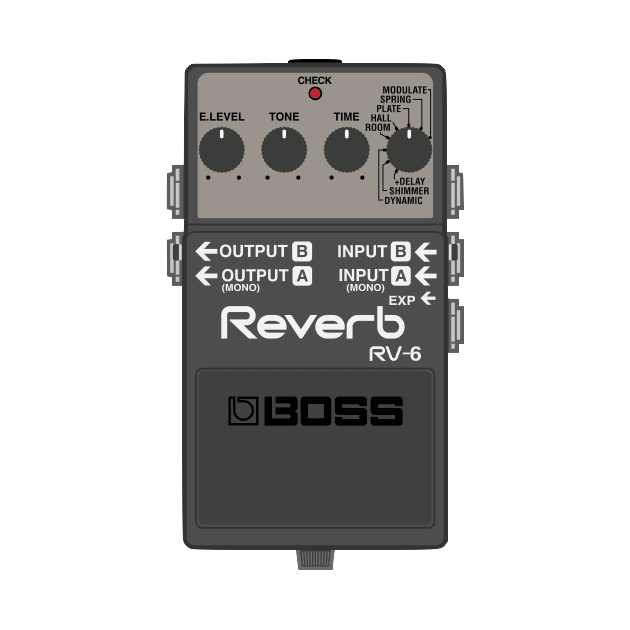 CHECK
E.LEVEL
TONE
TIME
MODULATE
SPRING
PLATE
HALL
ROOM
+DELAY
SHIMMER
DYNAMIC
OUTPUT B
INPUT B
OUTPUT A
(MONO)
INPUT A
(MONO)
EXP
Reverb
RV-6
BOSS